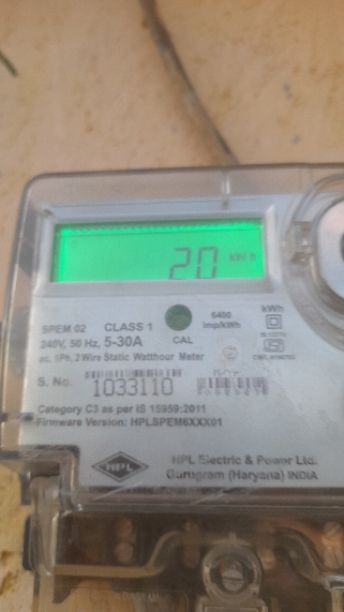 20 kWh
SPEM 02 CLASS 1
240V, 50 Hz, 5-30A CAL
6400
imp/kWh
kWh
ac, 1Ph, 2 Wire Static Watthour Meter
S. No. 1033110
Category C3 as per IS 15959:2011
Firmware Version: HPLSPEM6XXX01
HPL
HPL Electric & Power Ltd.
Gurugram (Haryana) INDIA